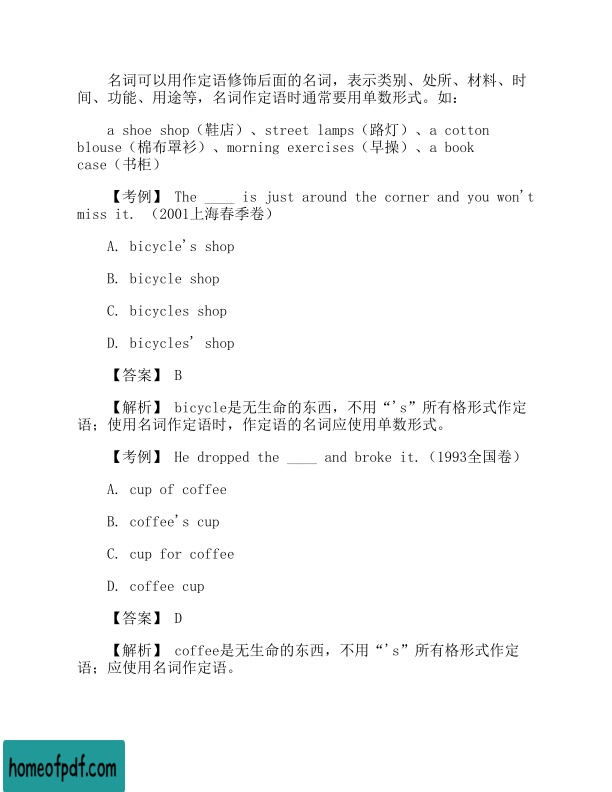 名词可以用作定语修饰后面的名词，表示类别、处所、材料、时
间、功能、用途等，名词作定语时通常要用单数形式。如：
a shoe shop（鞋店）、street lamps（路灯）、a cotton
blouse（棉布罩衫）、morning exercises（早操）、a book
case（书柜）
【考例】 The ____ is just around the corner and you won't
miss it. （2001上海春季卷）
A. bicycle's shop
B. bicycle shop
C. bicycles shop
D. bicycles' shop
【答案】 B
【解析】 bicycle是无生命的东西，不用“'s”所有格形式作定
语；使用名词作定语时，作定语的名词应使用单数形式。
【考例】 He dropped the ____ and broke it.（1993全国卷）
A. cup of coffee
B. coffee's cup
C. cup for coffee
D. coffee cup
【答案】 D
【解析】 coffee是无生命的东西，不用“'s”所有格形式作定
语；应使用名词作定语。
homeofpdf.com